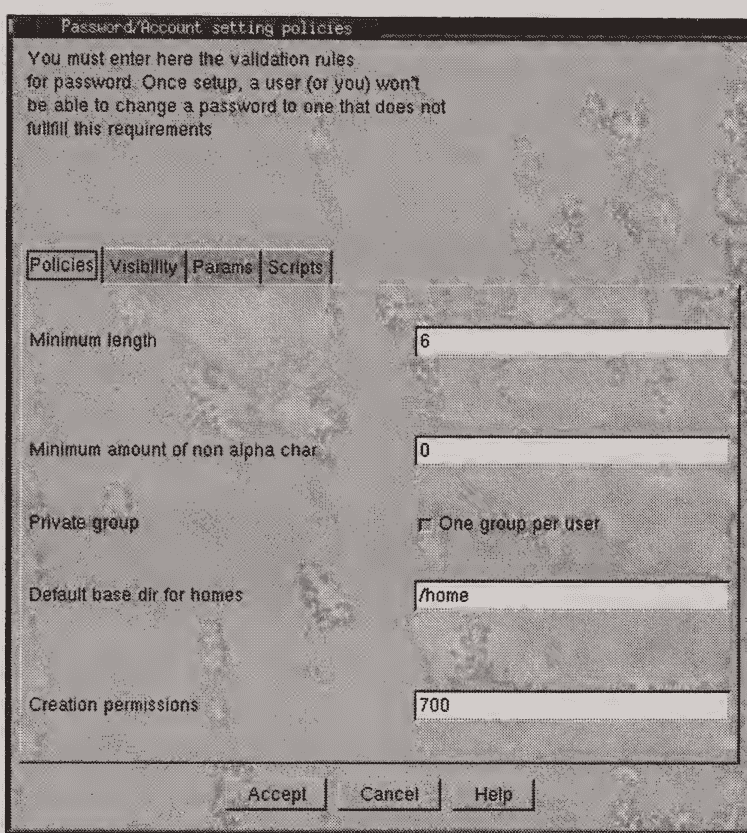 Password/Account setting policies
You must enter here the validation rules
for password. Once setup, a user (or you) won't
be able to change a password to one that does not
fullfill this requirements
Policies Visibility Params Scripts
Minimum length 6
Minimum amount of non alpha char 0
Private group One group per user
Default base dir for homes /home
Creation permissions 700
Accept Cancel Help